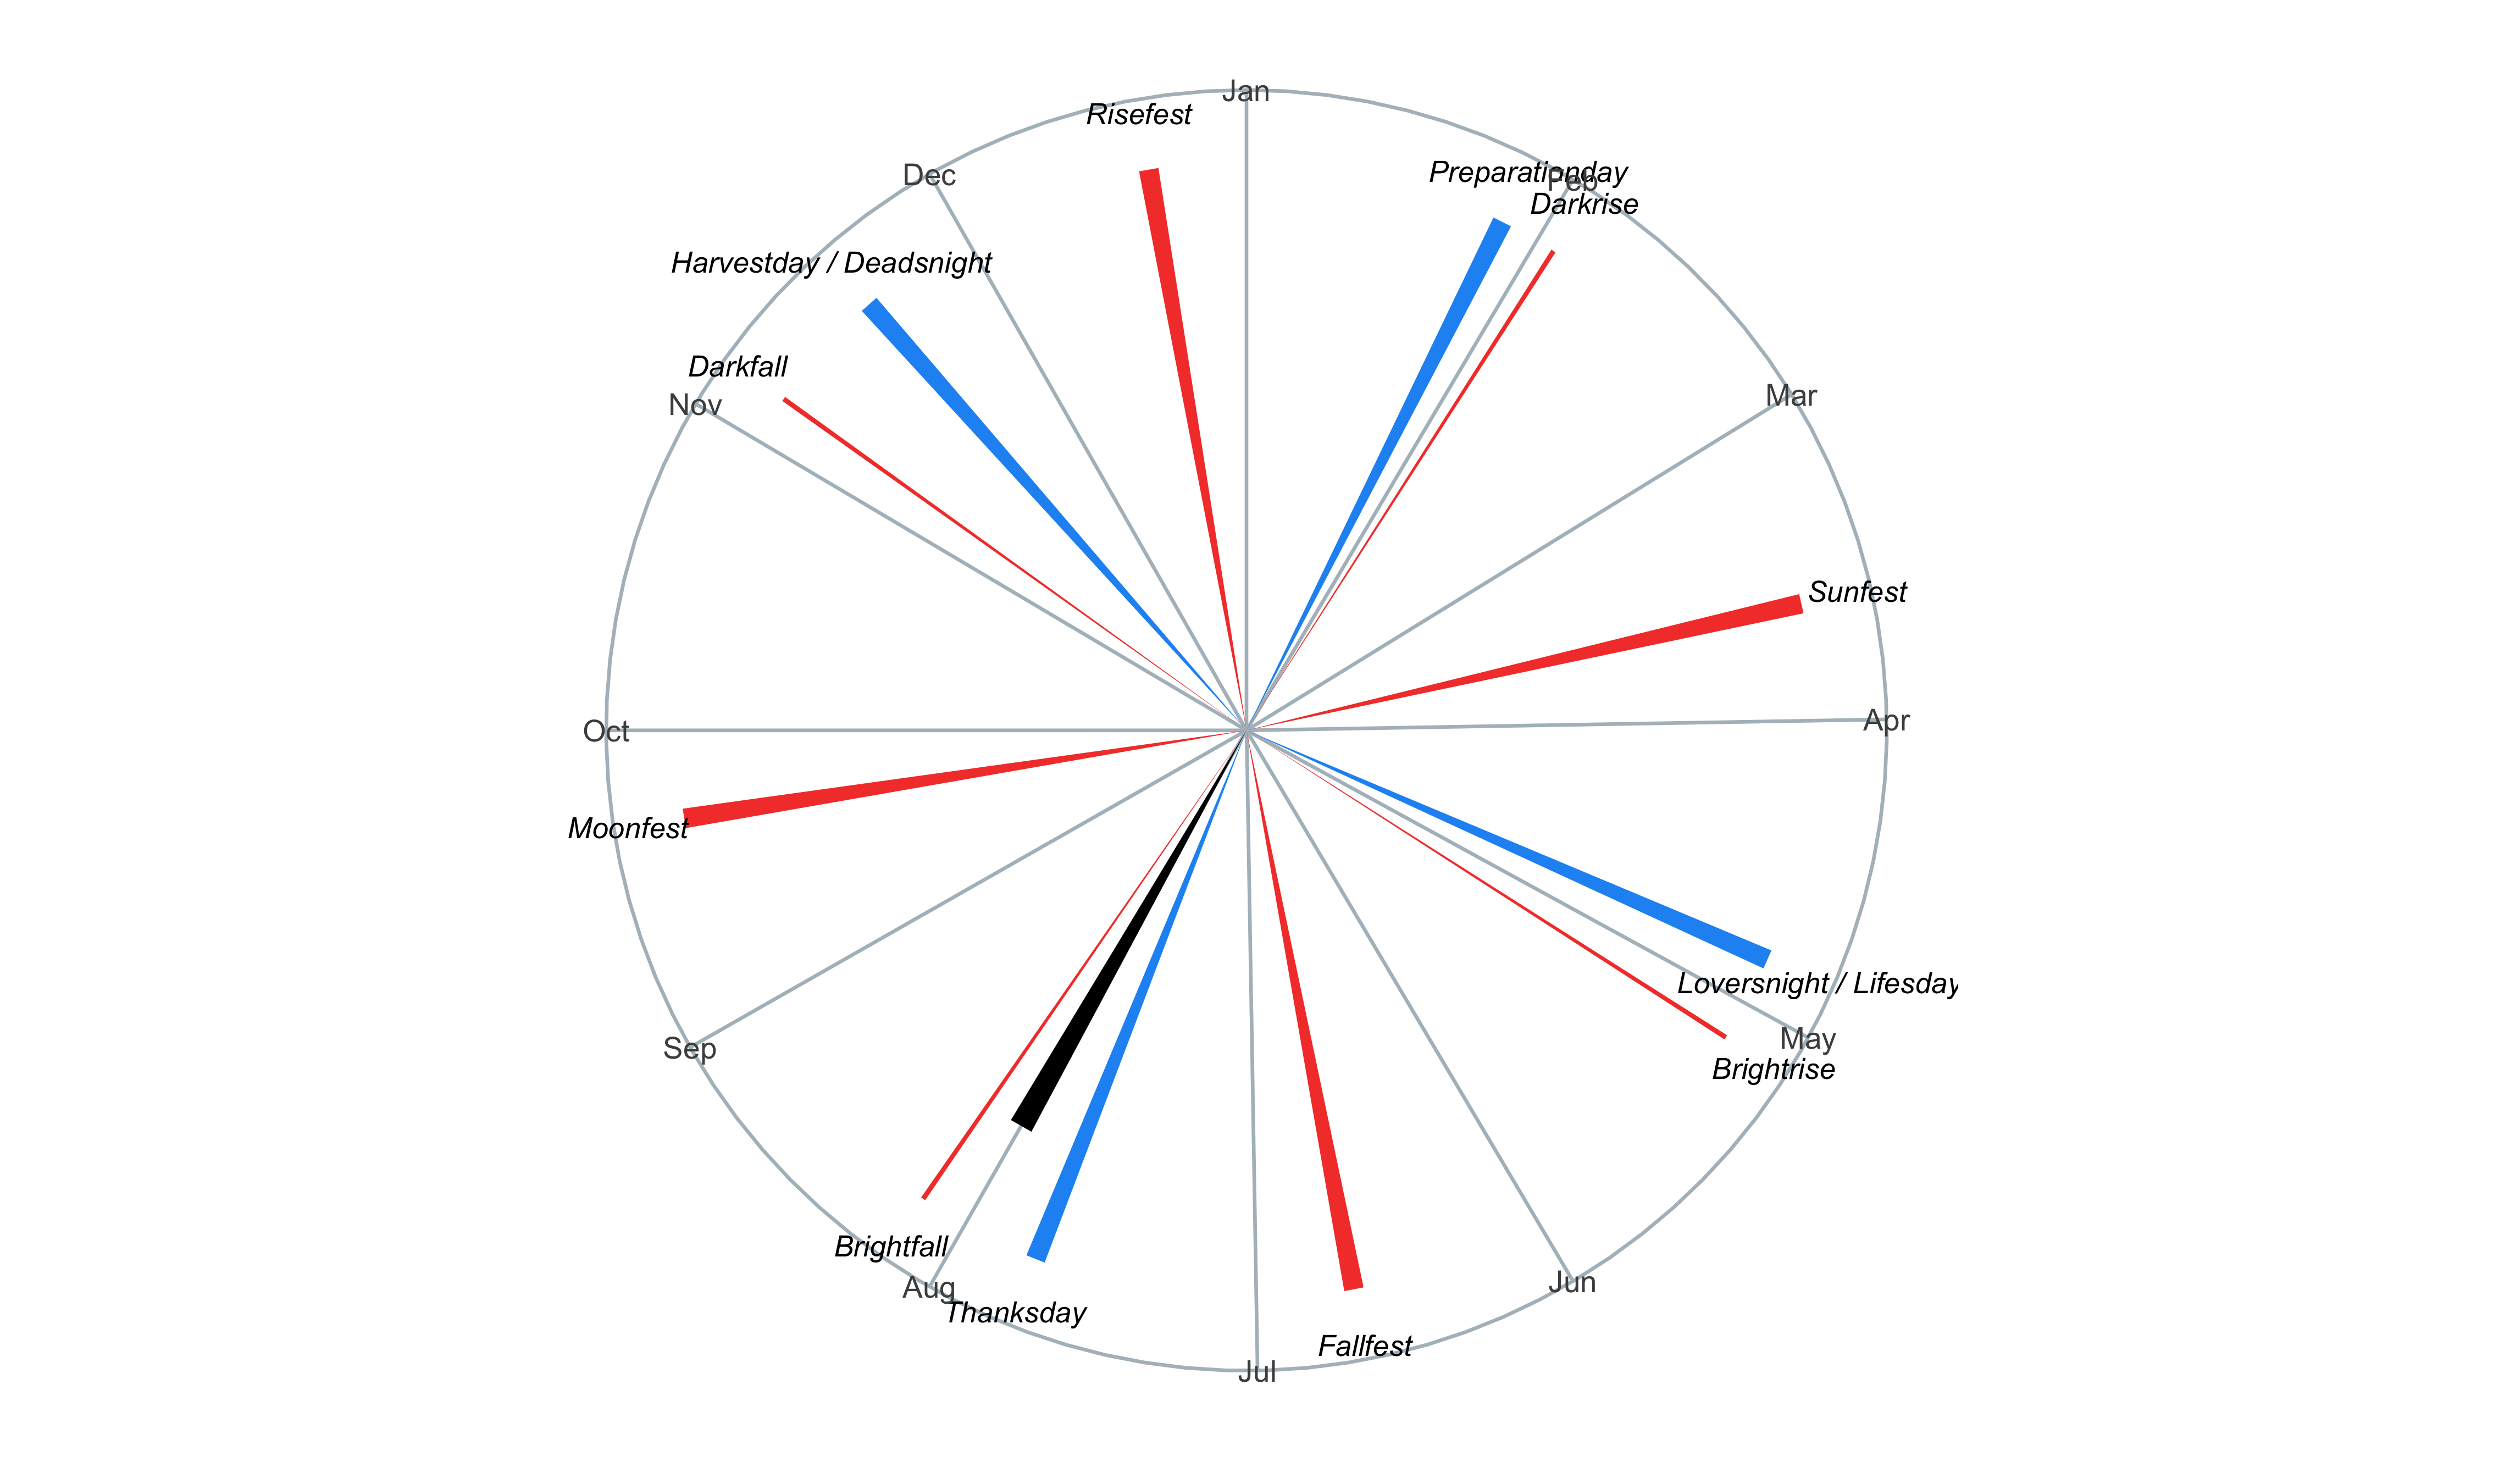 Jan
Risefest
Preparationday
Dec
Feb
Darkrise
Harvestday / Deadsnight
Darkfall
Mar
Nov
Sunfest
Apr
Oct
Moonfest
Loversnight / Lifesday
May
Sep
Brightrise
Brightfall
Jun
Aug
Thanksday
Fallfest
Jul